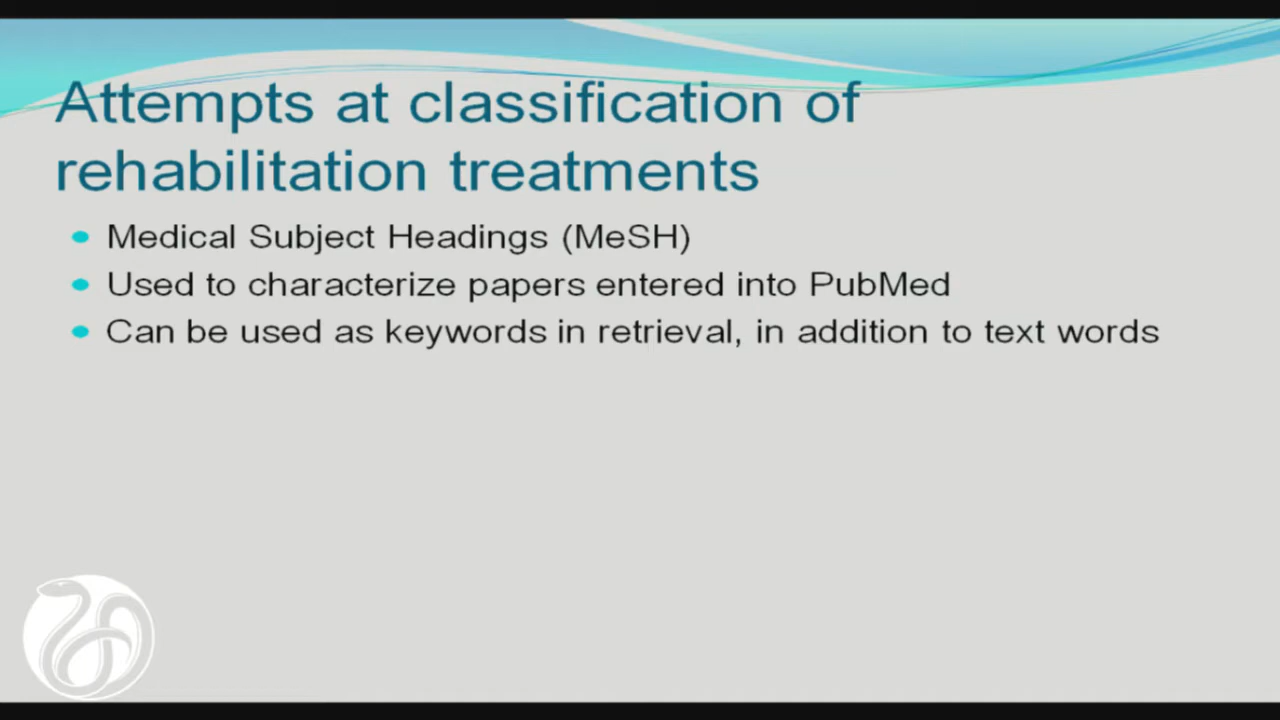 Attempts at classification of
rehabilitation treatments
• Medical Subject Headings (MeSH)
• Used to characterize papers entered into PubMed
• Can be used as keywords in retrieval, in addition to text words